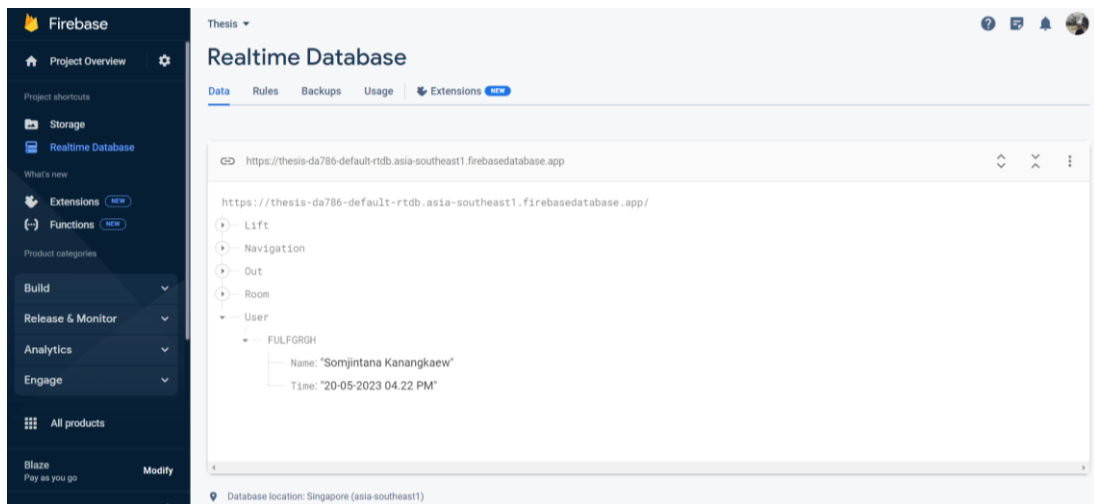 Firebase
Project Overview
Project shortcuts
Storage
Realtime Database
What's new
Extensions NEW
Functions NEW
Product categories
Build
Release & Monitor
Analytics
Engage
All products
Blaze
Pay as you go
Modify
Thesis
Realtime Database
Data Rules Backups Usage Extensions NEW
https://thesis-da786-default-rtdb.asia-southeast1.firebasedatabase.app
https://thesis-da786-default-rtdb.asia-southeast1.firebasedatabase.app/
Lift
Navigation
Out
Room
User
FULFGRGH
Name: "Somjintana Kanangkaew"
Time: "20-05-2023 04.22 PM"
Database location: Singapore (asia-southeast1)